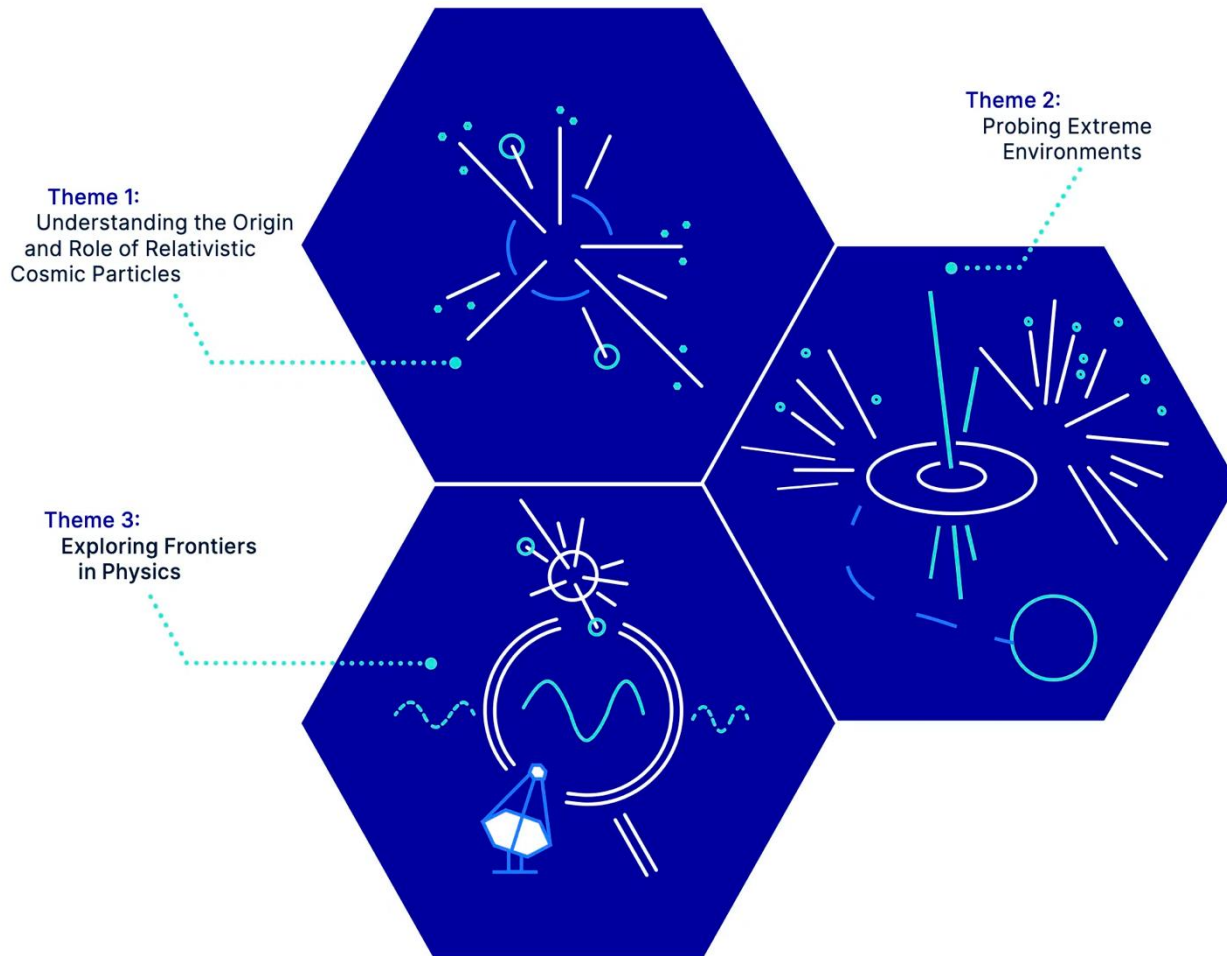 Theme 1:
Understanding the Origin
and Role of Relativistic
Cosmic Particles
Theme 2:
Probing Extreme
Environments
Theme 3:
Exploring Frontiers
in Physics